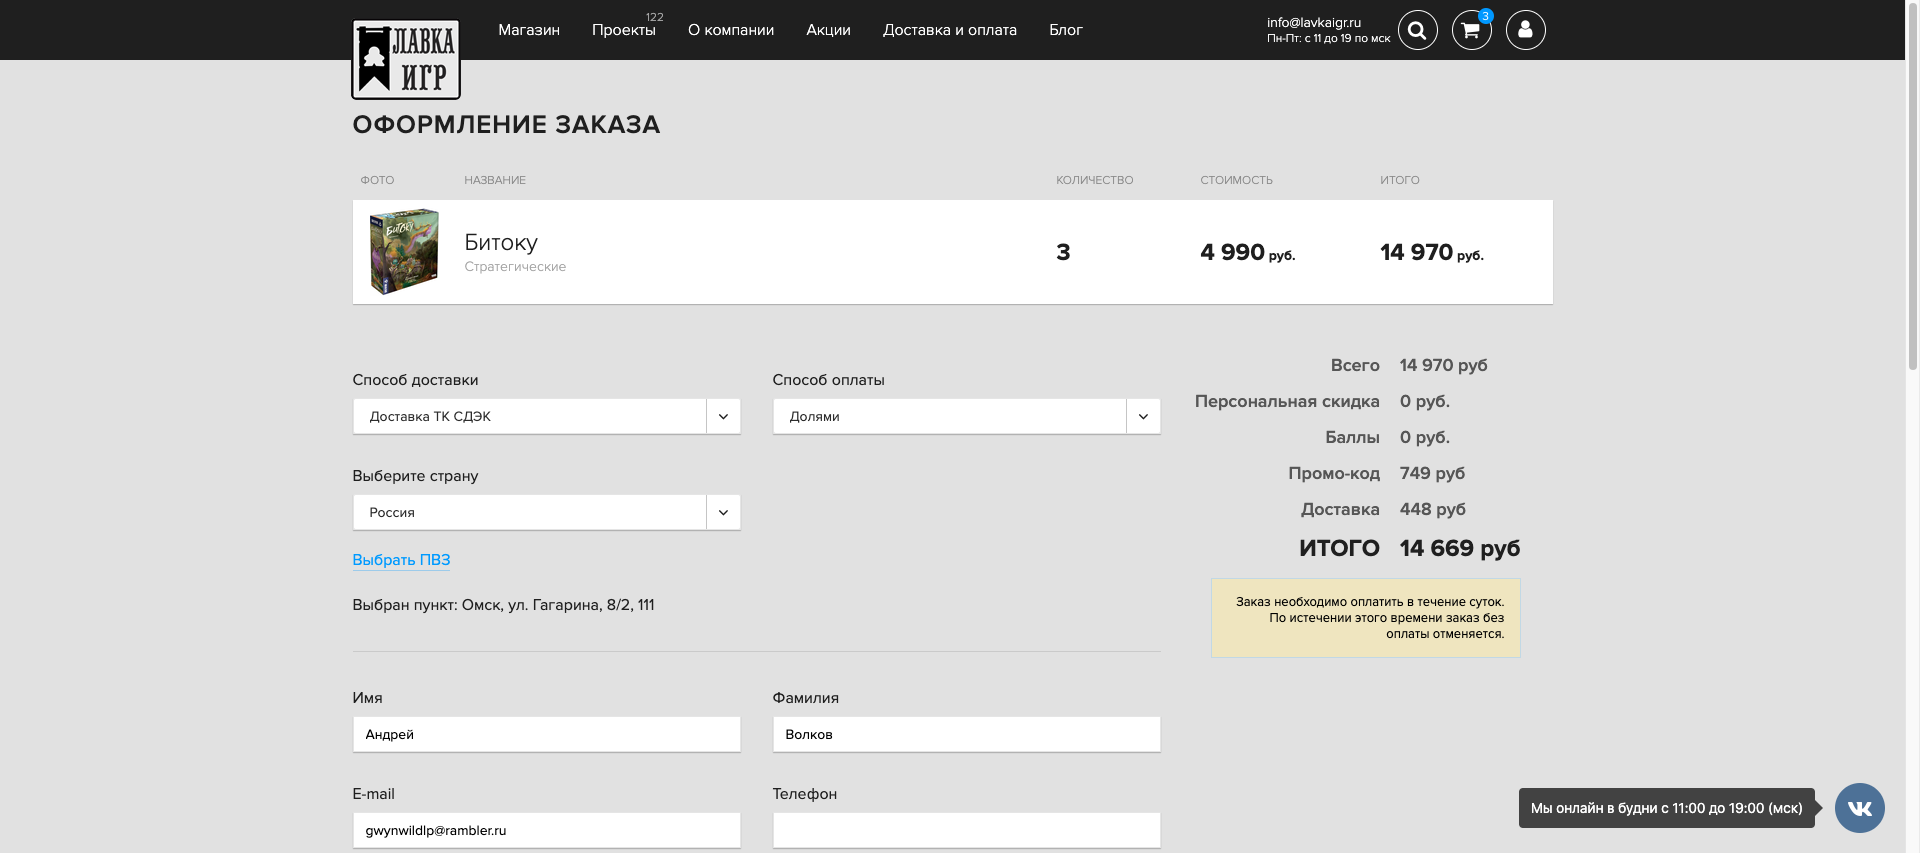 ЛАВКА ИГР
Магазин
Проекты
122
О компании
Акции
Доставка и оплата
Блог
info@lavkaigr.ru
Пн-Пт: с 11 до 19 по мск
3
ОФОРМЛЕНИЕ ЗАКАЗА
ФОТО НАЗВАНИЕ КОЛИЧЕСТВО СТОИМОСТЬ ИТОГО
БИТОКУ
Битоку
Стратегические
3
4 990 руб.
14 970 руб.
Способ доставки
Доставка ТК СДЭК
Способ оплаты
Долями
Выберите страну
Россия
Выбрать ПВЗ
Выбран пункт: Омск, ул. Гагарина, 8/2, 111
Всего 14 970 руб
Персональная скидка 0 руб.
Баллы 0 руб.
Промо-код 749 руб
Доставка 448 руб
ИТОГО 14 669 руб
Заказ необходимо оплатить в течение суток.
По истечении этого времени заказ без
оплаты отменяется.
Имя
Андрей
Фамилия
Волков
E-mail
gwynwildlp@rambler.ru
Телефон
Мы онлайн в будни с 11:00 до 19:00 (мск)